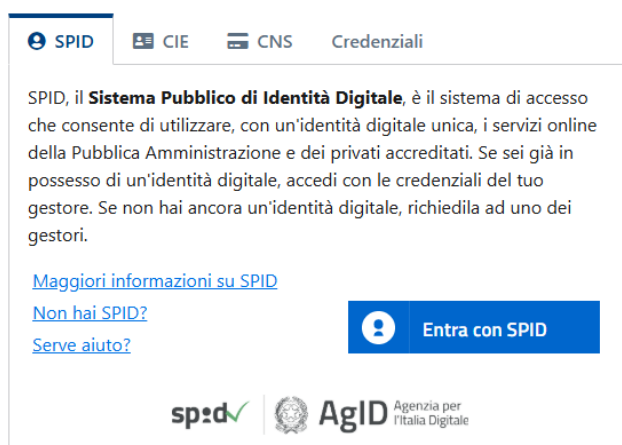 SPID CIE CNS Credenziali
SPID, il Sistema Pubblico di Identità Digitale, è il sistema di accesso
che consente di utilizzare, con un'identità digitale unica, i servizi online
della Pubblica Amministrazione e dei privati accreditati. Se sei già in
possesso di un'identità digitale, accedi con le credenziali del tuo
gestore. Se non hai ancora un'identità digitale, richiedila ad uno dei
gestori.
Maggiori informazioni su SPID
Non hai SPID?
Serve aiuto?
Entra con SPID
spid AgID Agenzia per
l'Italia Digitale